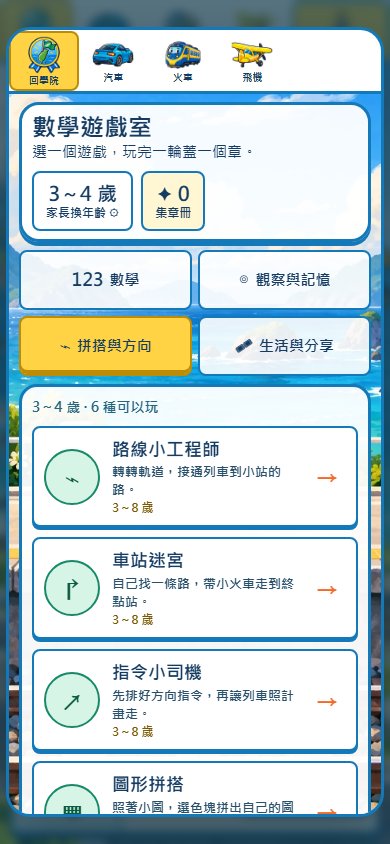 回學院
汽車
火車
飛機
數學遊戲室
選一個遊戲，玩完一輪蓋一個章。
3~4 歲
家長換年齡
✦ 0
集章冊
123 數學
觀察與記憶
拼搭與方向
生活與分享
3~4 歲 · 6 種可以玩
路線小工程師
轉轉軌道，接通列車到小站的
路。
3~8 歲
→
車站迷宮
自己找一條路，帶小火車走到終
點站。
3~8 歲
→
指令小司機
先排好方向指令，再讓列車照計
畫走。
3~8 歲
→
圖形拼搭
照著小圖，選色塊拼出自己的圖